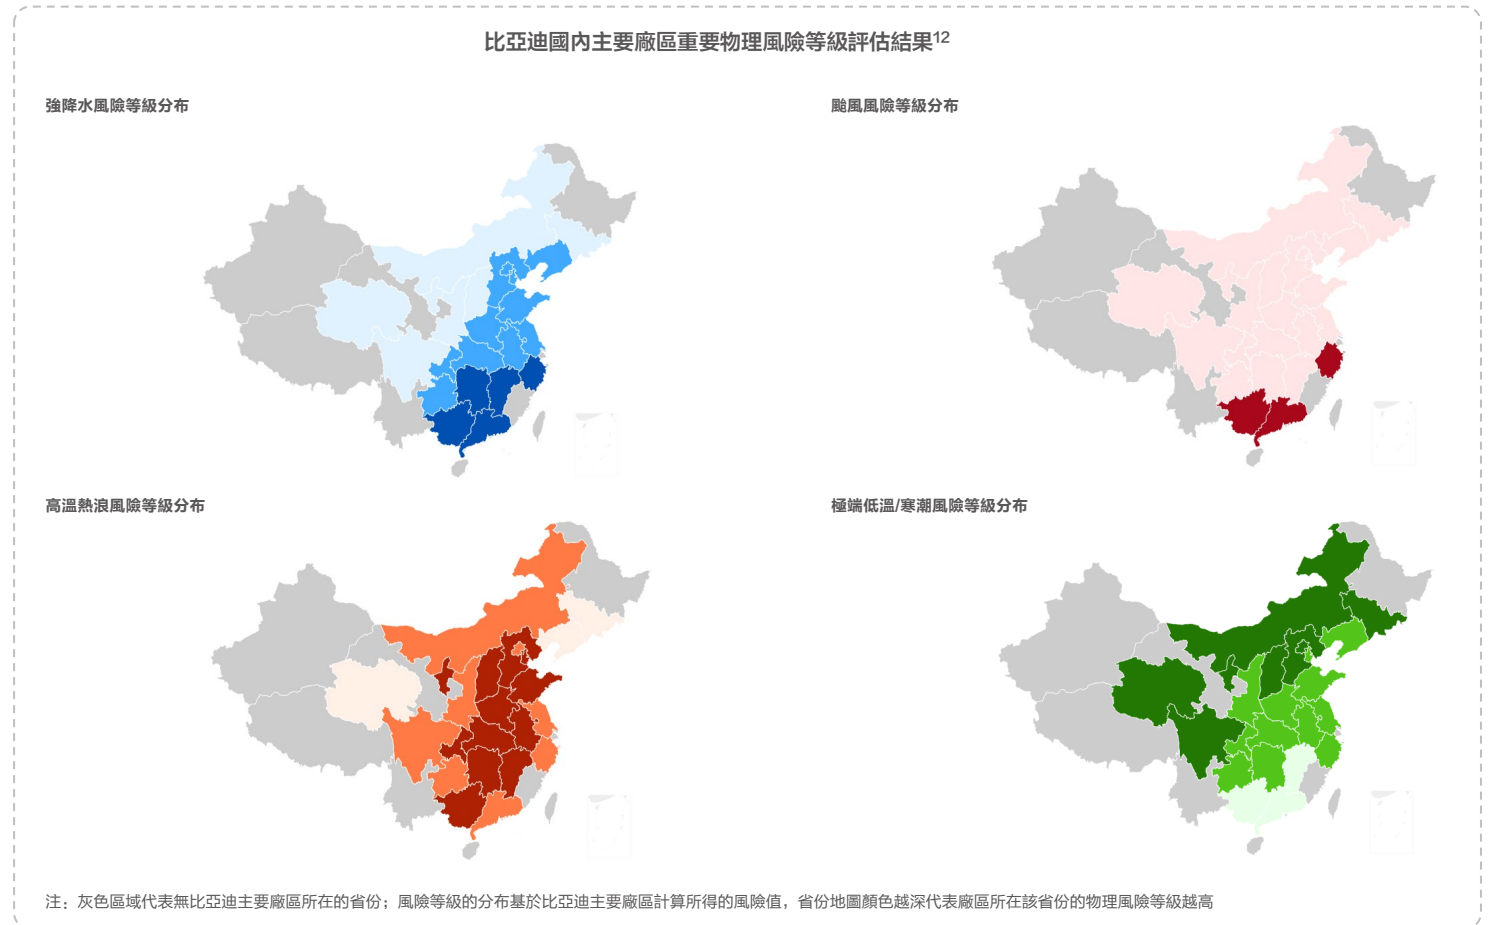 比亞迪國內主要廠區重要物理風險等級評估結果12
強降水風險等級分布
颱風風險等級分布
高溫熱浪風險等級分布
極端低溫/寒潮風險等級分布
注：灰色區域代表無比亞迪主要廠區所在的省份；風險等級的分布基於比亞迪主要廠區計算所得的風險值，省份地圖顏色越深代表廠區所在該省份的物理風險等級越高